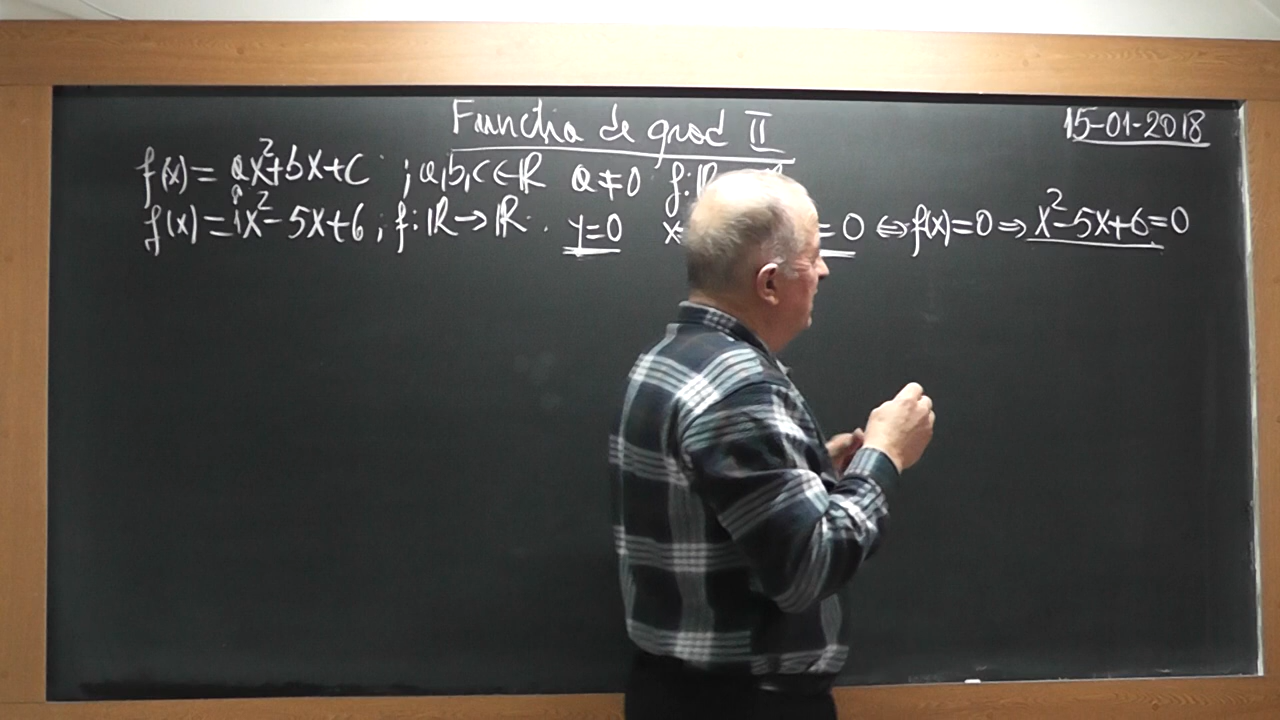 Functia de grad II
15-01-2018
f(x) = ax²+bx+c ; a,b,c ∈ ℝ a ≠ 0 f:ℝ
f(x) = 1x² - 5x+6 ; f: ℝ → ℝ. y=0 x = 0 ⇔ f(x)=0 ⇒ x²-5x+6=0